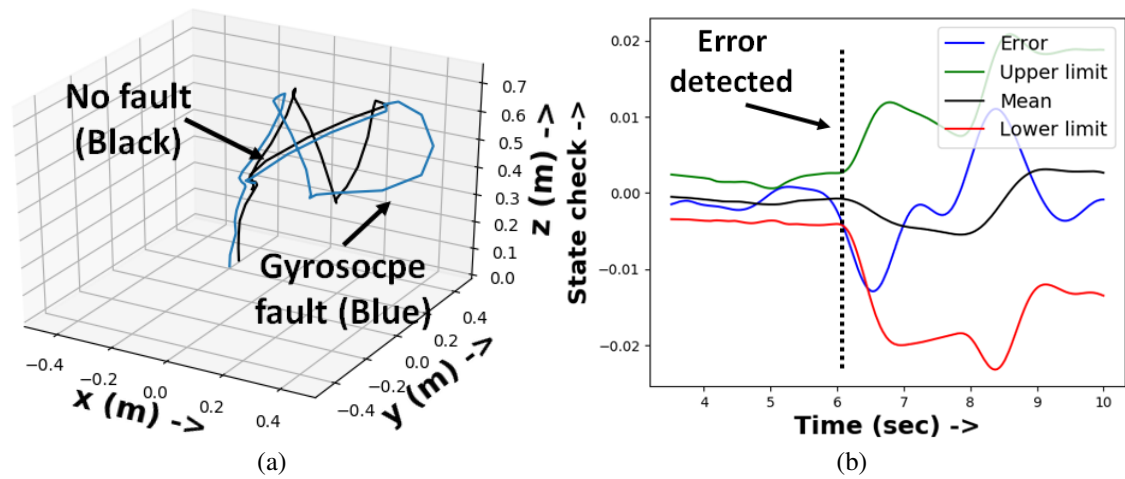 No fault
(Black)
Gyrosocpe
fault (Blue)
z (m) ->
0.7
0.6
0.5
0.4
0.3
0.2
0.1
0.0
x (m) ->
−0.4
−0.2
0.0
0.2
0.4
y (m) ->
−0.4
−0.2
0.0
0.2
0.4
(a)
Error
detected
Error
Upper limit
Mean
Lower limit
State check ->
0.02
0.01
0.00
−0.01
−0.02
4
5
6
7
8
9
10
Time (sec) ->
(b)